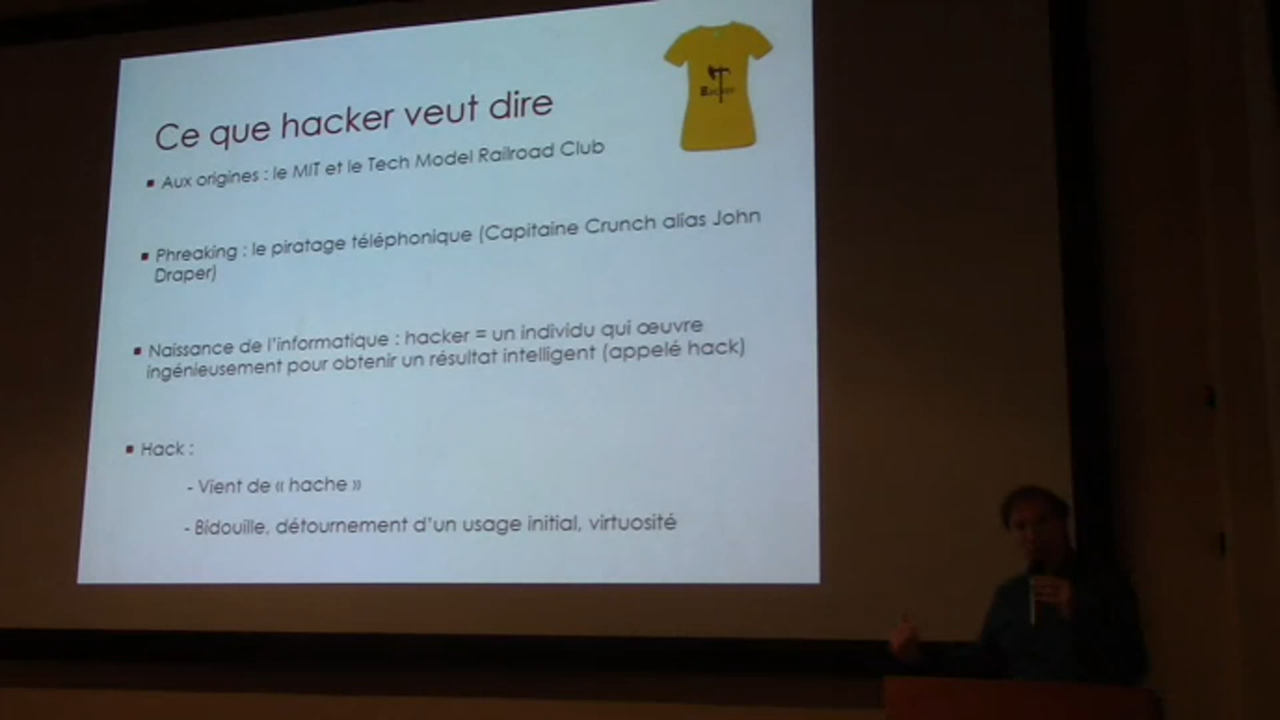 Ce que hacker veut dire
▪ Aux origines : le MIT et le Tech Model Railroad Club
▪ Phreaking : le piratage téléphonique (Capitaine Crunch alias John
Draper)
▪ Naissance de l'informatique : hacker = un individu qui œuvre
ingénieusement pour obtenir un résultat intelligent (appelé hack)
▪ Hack :
- Vient de « hache »
- Bidouille, détournement d'un usage initial, virtuosité